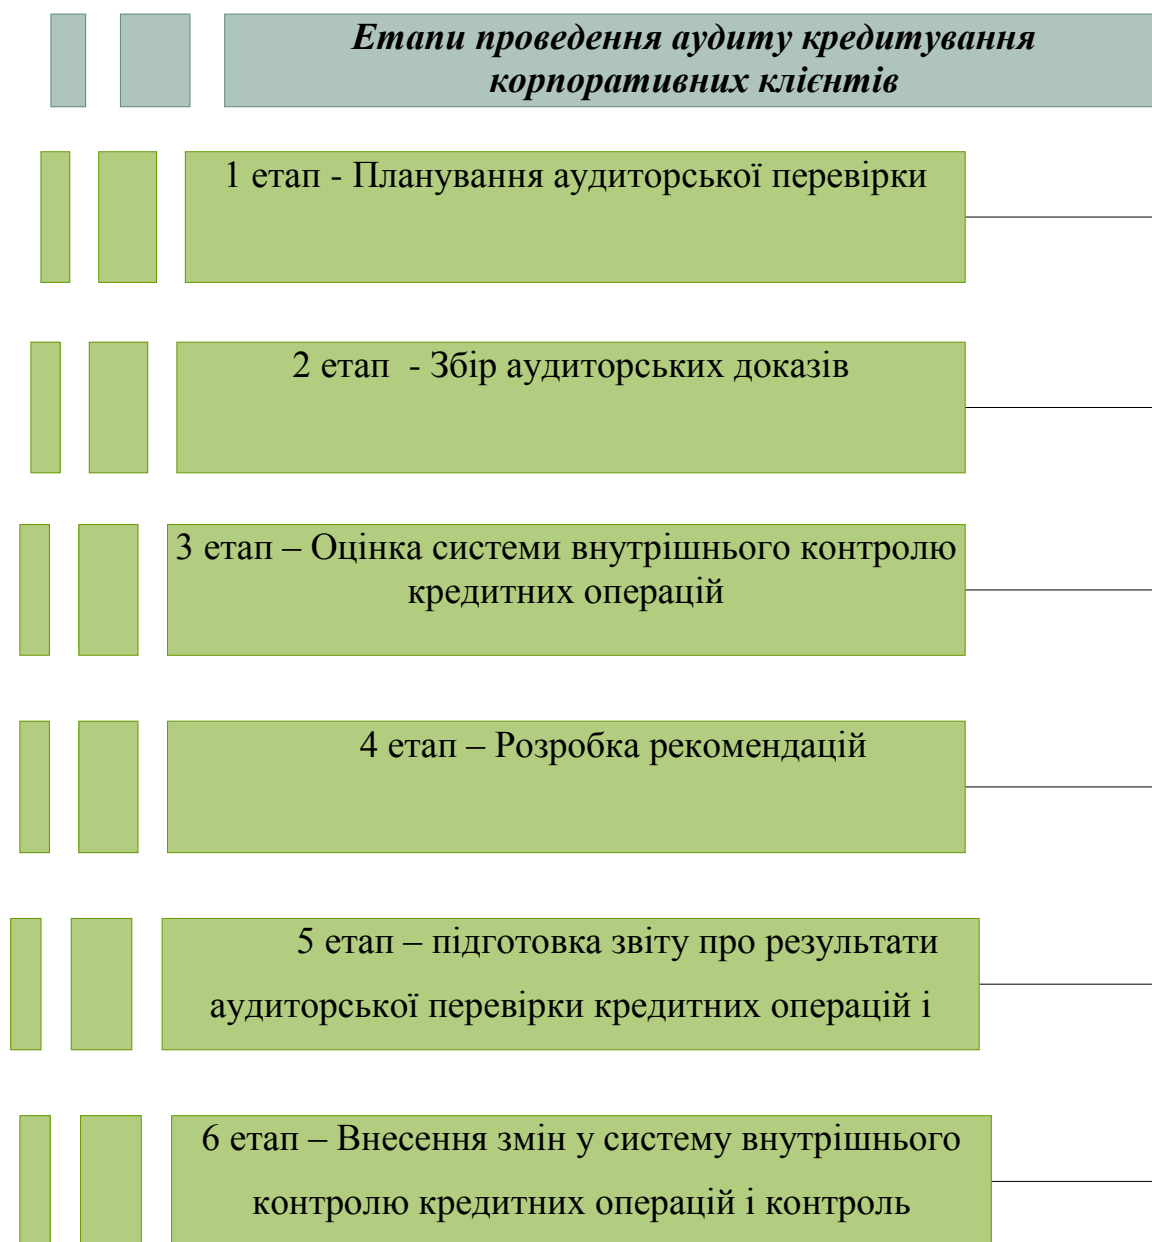 Етапи проведення аудиту кредитування
корпоративних клієнтів
1 етап - Планування аудиторської перевірки
2 етап - Збір аудиторських доказів
3 етап – Оцінка системи внутрішнього контролю
кредитних операцій
4 етап – Розробка рекомендацій
5 етап – підготовка звіту про результати
аудиторської перевірки кредитних операцій і
6 етап – Внесення змін у систему внутрішнього
контролю кредитних операцій і контроль